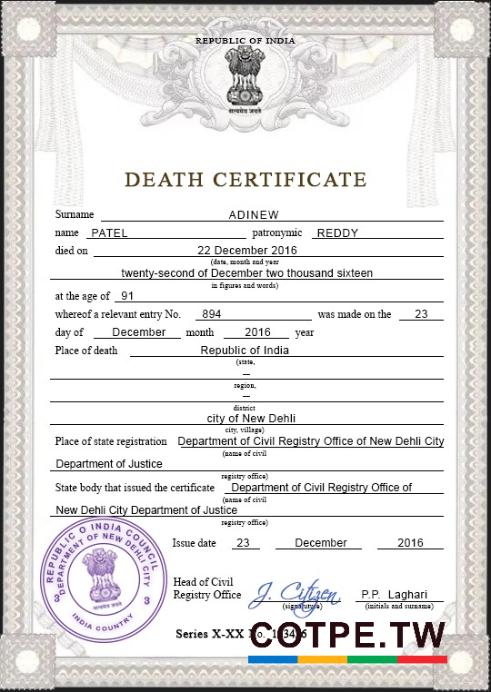 REPUBLIC OF INDIA
सत्यमेव जयते
DEATH CERTIFICATE
Surname ADINEW
name PATEL patronymic REDDY
died on 22 December 2016
(date, month and year
twenty-second of December two thousand sixteen
in figures and words)
at the age of 91
whereof a relevant entry No. 894 was made on the 23
day of December month 2016 year
Place of death Republic of India
(state,
—
region,
—
district
city of New Dehli
city, village)
Place of state registration Department of Civil Registry Office of New Dehli City
(name of civil
Department of Justice
registry office)
State body that issued the certificate Department of Civil Registry Office of
(name of civil
New Dehli City Department of Justice
registry office)
REPUBLIC O INDIA COUNCIL
DEPARTMENT OF NEW DEHLI CITY
3 3
सत्यमेव जयते
INDIA COUNTRY
Issue date 23 December 2016
Head of Civil
Registry Office J. Citizen P.P. Laghari
(signature) (initials and surname)
Series X-XX No.
COTPE.TW